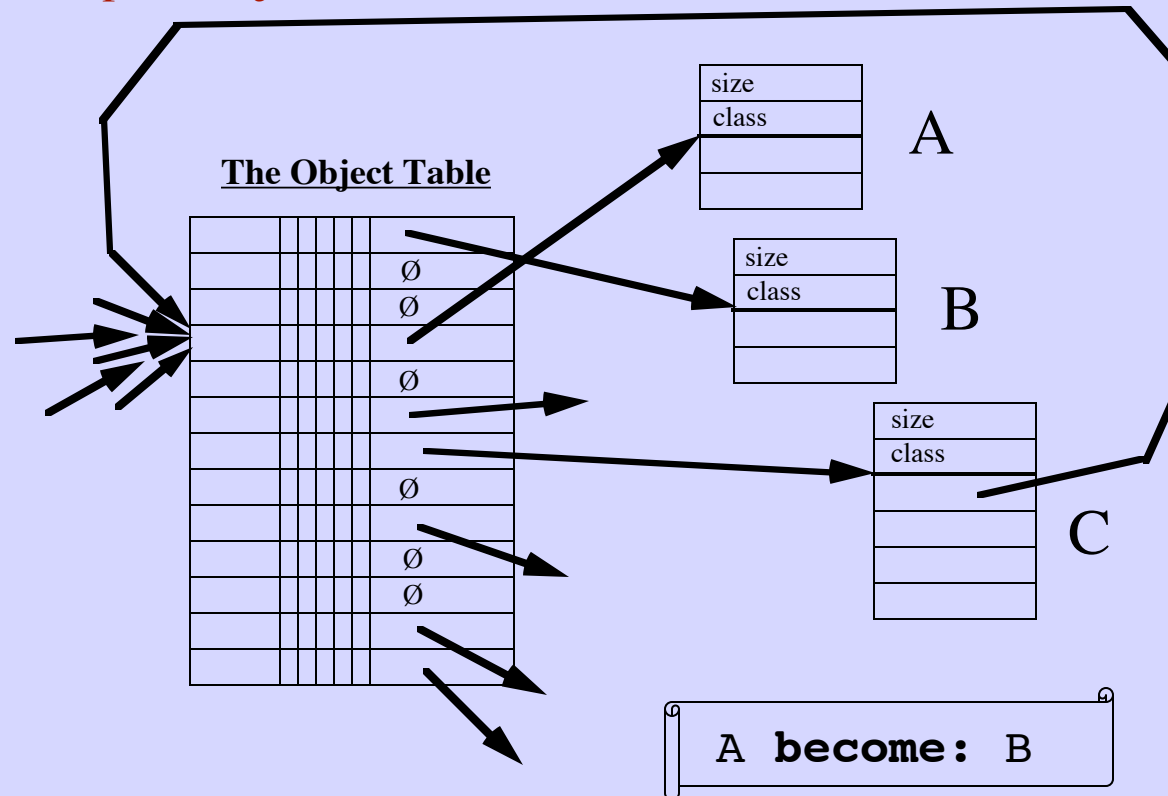 size
class
A
The Object Table
size
class
B
Ø
Ø
Ø
size
class
C
Ø
Ø
Ø
A become: B